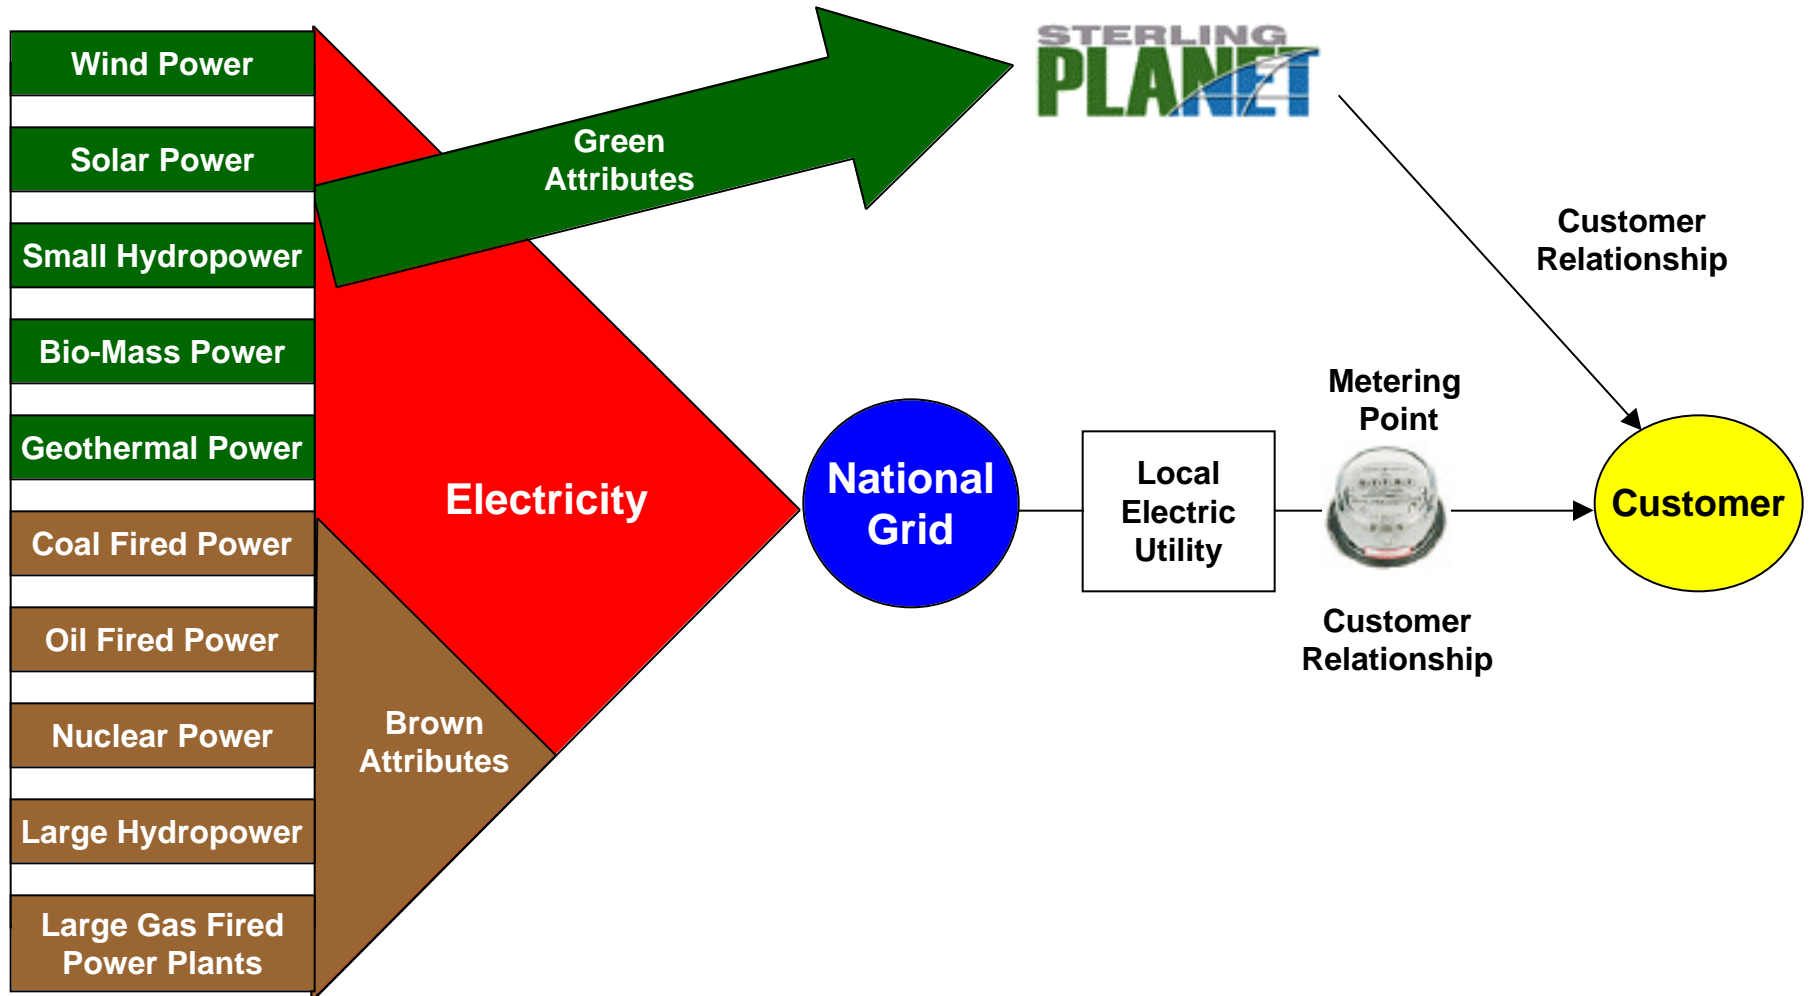 Wind Power
Solar Power
Small Hydropower
Bio-Mass Power
Geothermal Power
Coal Fired Power
Oil Fired Power
Nuclear Power
Large Hydropower
Large Gas Fired
Power Plants
Green
Attributes
Electricity
Brown
Attributes
STERLING
PLANET
National
Grid
Local
Electric
Utility
Metering
Point
Customer
Relationship
Customer
Relationship
Customer